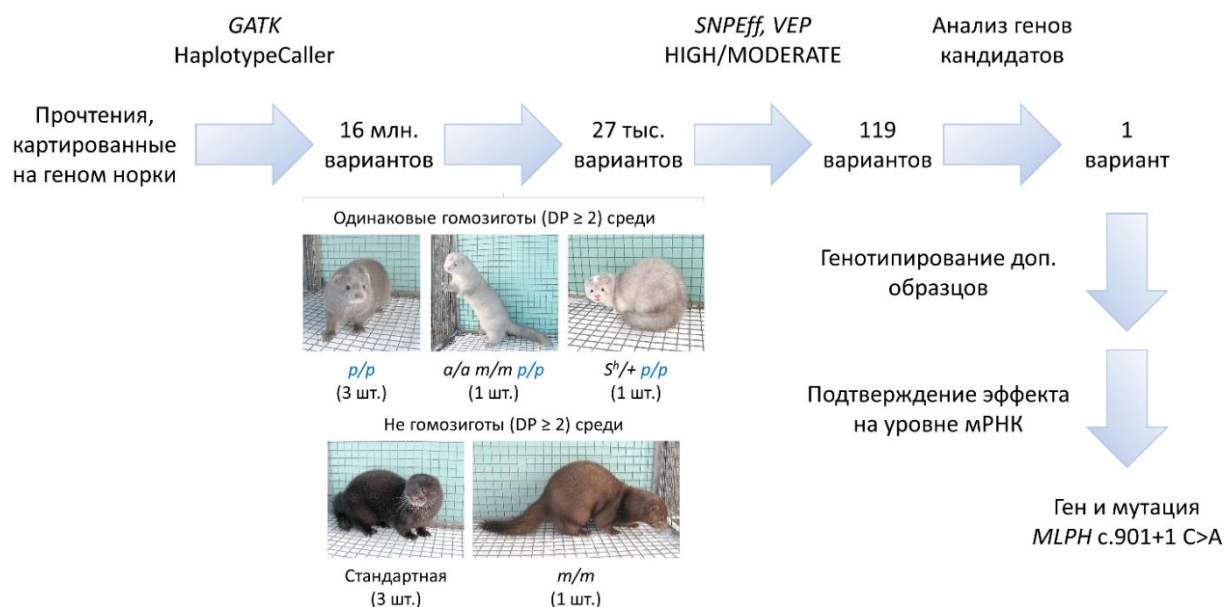 GATK
HaplotypeCaller
SNPEff, VEP
HIGH/MODERATE
Анализ генов
кандидатов
Прочтения,
картированные
на геном норки
16 млн.
вариантов
27 тыс.
вариантов
119
вариантов
1
вариант
Одинаковые гомозиготы (DP ≥ 2) среди
p/p
(3 шт.)
a/a m/m p/p
(1 шт.)
Sʰ/+ p/p
(1 шт.)
Не гомозиготы (DP ≥ 2) среди
Стандартная
(3 шт.)
m/m
(1 шт.)
Генотипирование доп.
образцов
Подтверждение эффекта
на уровне мРНК
Ген и мутация
MLPH c.901+1 C>A